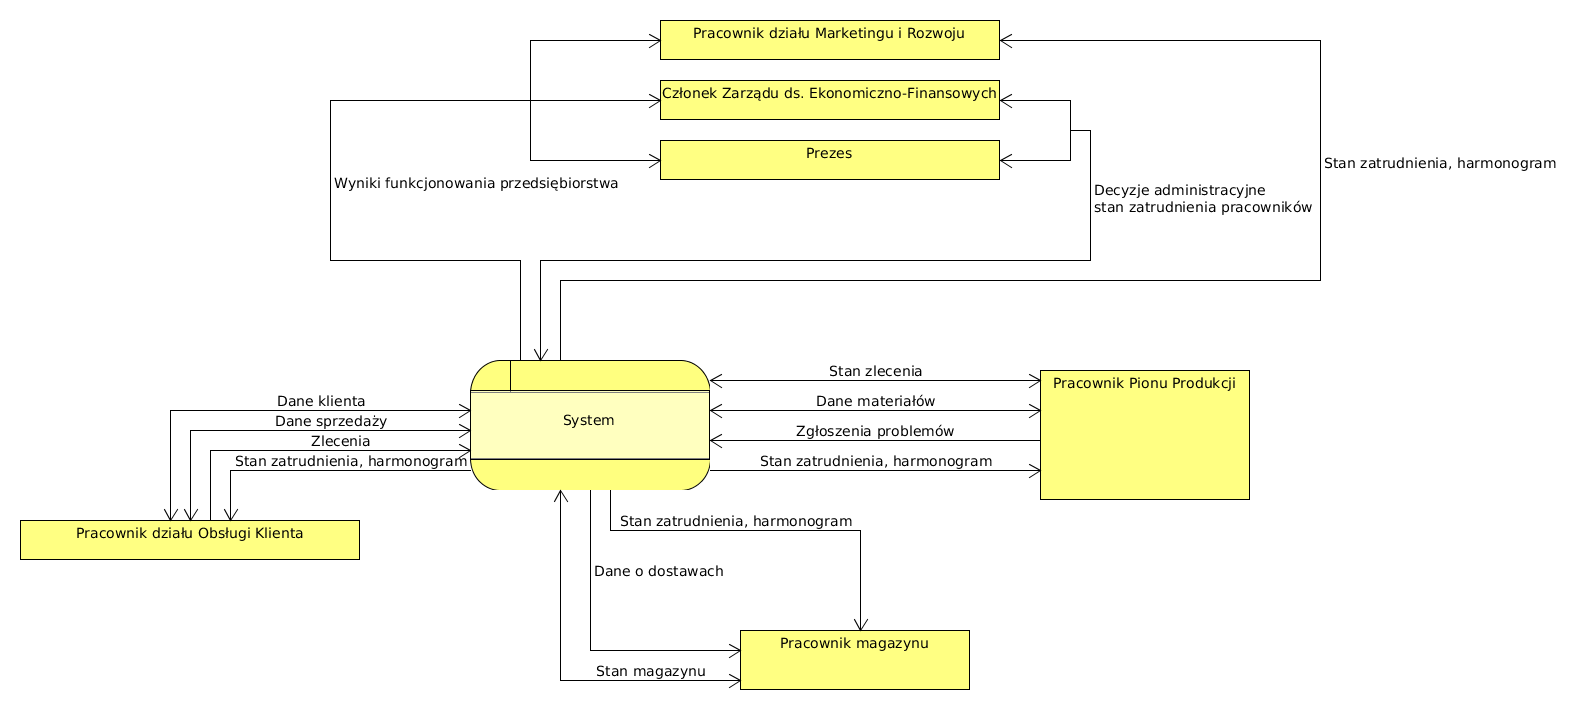 Pracownik działu Marketingu i Rozwoju
Członek Zarządu ds. Ekonomiczno-Finansowych
Prezes
Stan zatrudnienia, harmonogram
Wyniki funkcjonowania przedsiębiorstwa
Decyzje administracyjne
stan zatrudnienia pracowników
Stan zlecenia
Pracownik Pionu Produkcji
Dane klienta
Dane materiałów
Dane sprzedaży
System
Zgłoszenia problemów
Zlecenia
Stan zatrudnienia, harmonogram
Stan zatrudnienia, harmonogram
Stan zatrudnienia, harmonogram
Pracownik działu Obsługi Klienta
Dane o dostawach
Pracownik magazynu
Stan magazynu